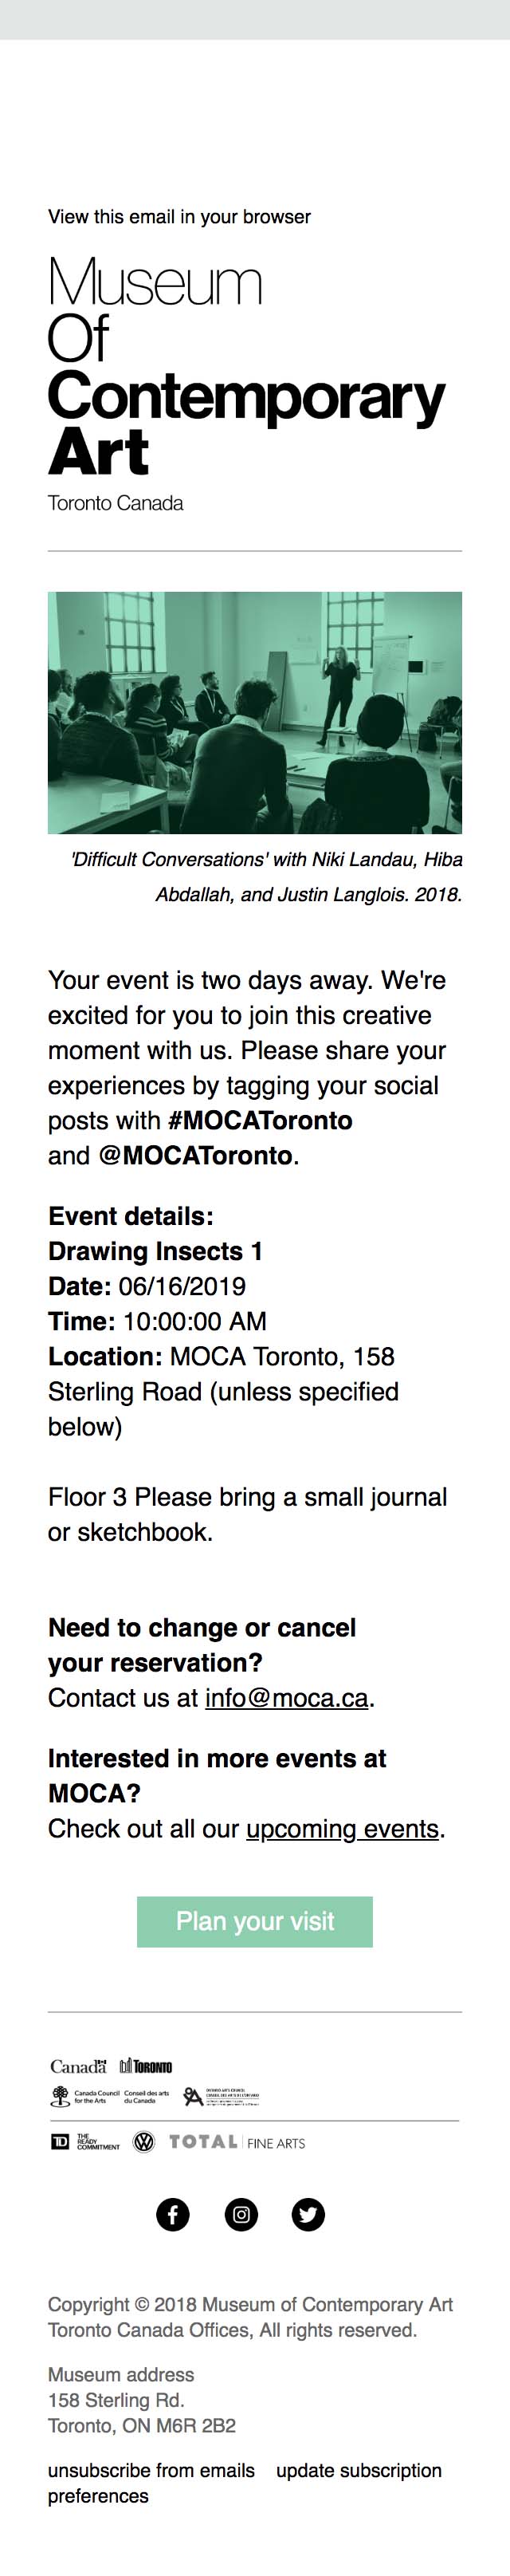 View this email in your browser
Museum
Of
Contemporary
Art
Toronto Canada
'Difficult Conversations' with Niki Landau, Hiba
Abdallah, and Justin Langlois. 2018.
Your event is two days away. We're
excited for you to join this creative
moment with us. Please share your
experiences by tagging your social
posts with #MOCAToronto
and @MOCAToronto.
Event details:
Drawing Insects 1
Date: 06/16/2019
Time: 10:00:00 AM
Location: MOCA Toronto, 158
Sterling Road (unless specified
below)
Floor 3 Please bring a small journal
or sketchbook.
Need to change or cancel
your reservation?
Contact us at info@moca.ca.
Interested in more events at
MOCA?
Check out all our upcoming events.
Plan your visit
Canada TORONTO
Canada Council Conseil des arts
for the Arts du Canada
ONTARIO ARTS COUNCIL
CONSEIL DES ARTS DE L'ONTARIO
TD THE READY COMMITMENT TOTAL FINE ARTS
Copyright © 2018 Museum of Contemporary Art
Toronto Canada Offices, All rights reserved.
Museum address
158 Sterling Rd.
Toronto, ON M6R 2B2
unsubscribe from emails update subscription
preferences